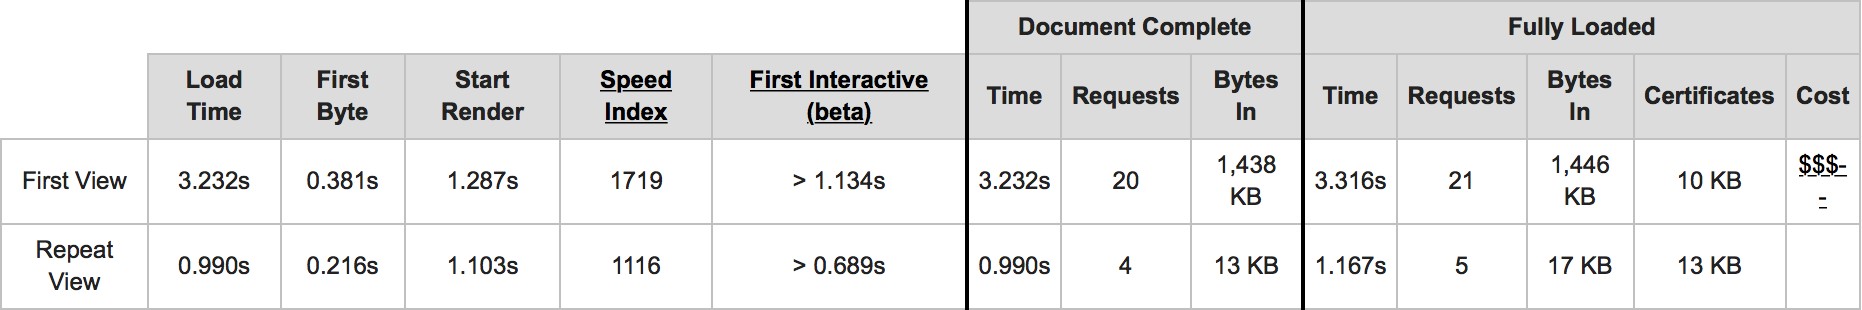 Document Complete Fully Loaded
Load Time First Byte Start Render Speed Index First Interactive (beta) Time Requests Bytes In Time Requests Bytes In Certificates Cost
First View 3.232s 0.381s 1.287s 1719 > 1.134s 3.232s 20 1,438 KB 3.316s 21 1,446 KB 10 KB $$$--
Repeat View 0.990s 0.216s 1.103s 1116 > 0.689s 0.990s 4 13 KB 1.167s 5 17 KB 13 KB